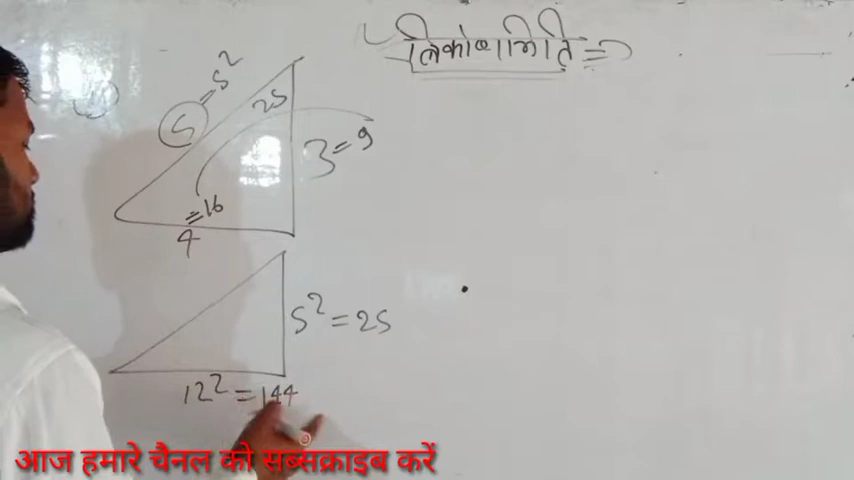 त्रिकोणमिति =
5 = 5²
25
3 = 9
= 16
4
5² = 25
12² = 144
आज हमारे चैनल को सब्सक्राइब करें